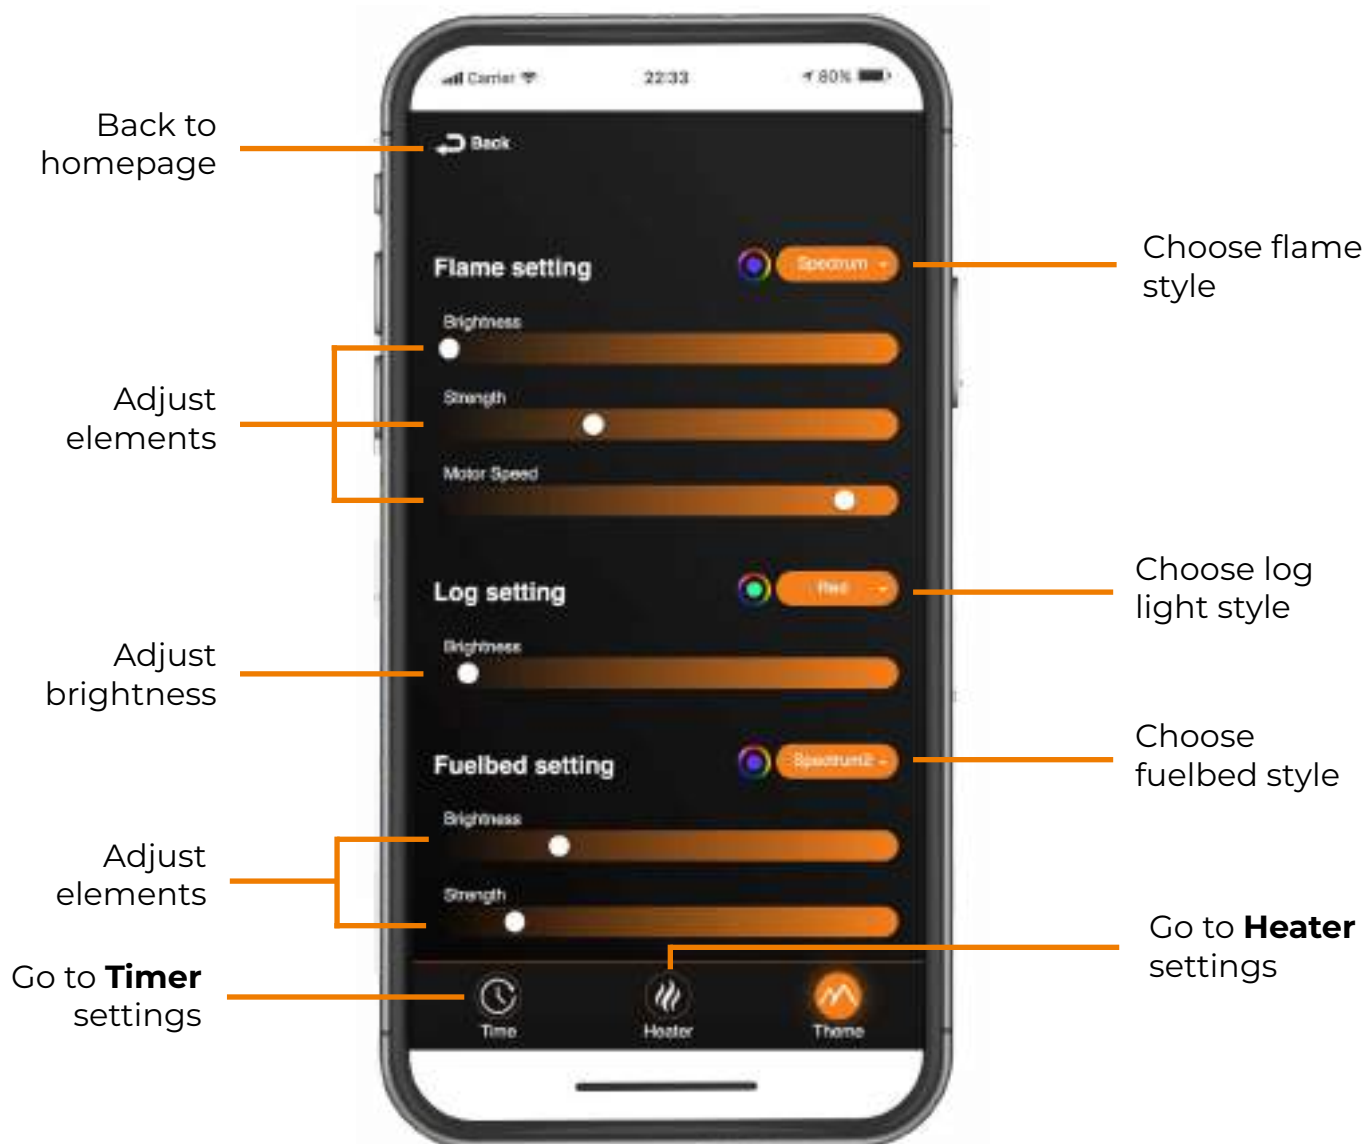 Carrier 22:33 80%
Back to
homepage
Back
Flame setting
Spectrum
Choose flame
style
Brightness
Adjust
elements
Strength
Motor Speed
Log setting
Red
Choose log
light style
Adjust
brightness
Brightness
Fuelbed setting
Spectrum2
Choose
fuelbed style
Brightness
Adjust
elements
Strength
Go to Timer
settings
Go to Heater
settings
Time
Heater
Theme